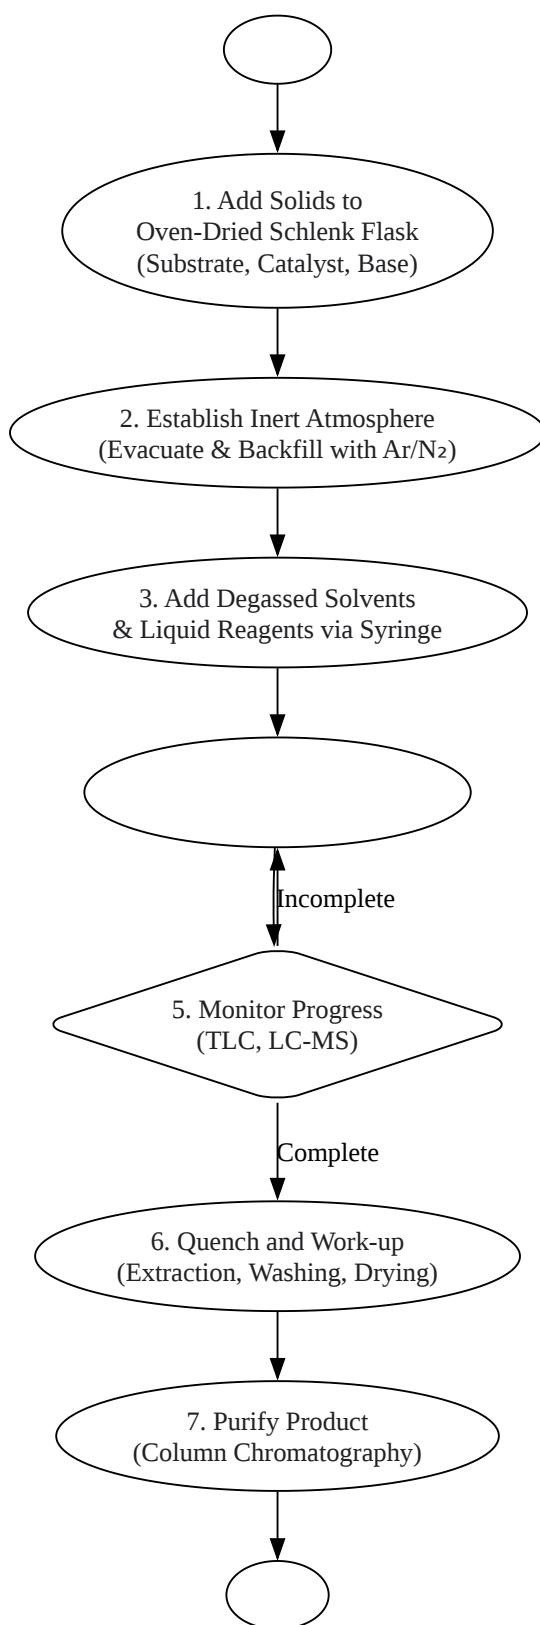 1. Add Solids to
Oven-Dried Schlenk Flask
(Substrate, Catalyst, Base)
2. Establish Inert Atmosphere
(Evacuate & Backfill with Ar/N₂)
3. Add Degassed Solvents
& Liquid Reagents via Syringe
Incomplete
5. Monitor Progress
(TLC, LC-MS)
Complete
6. Quench and Work-up
(Extraction, Washing, Drying)
7. Purify Product
(Column Chromatography)